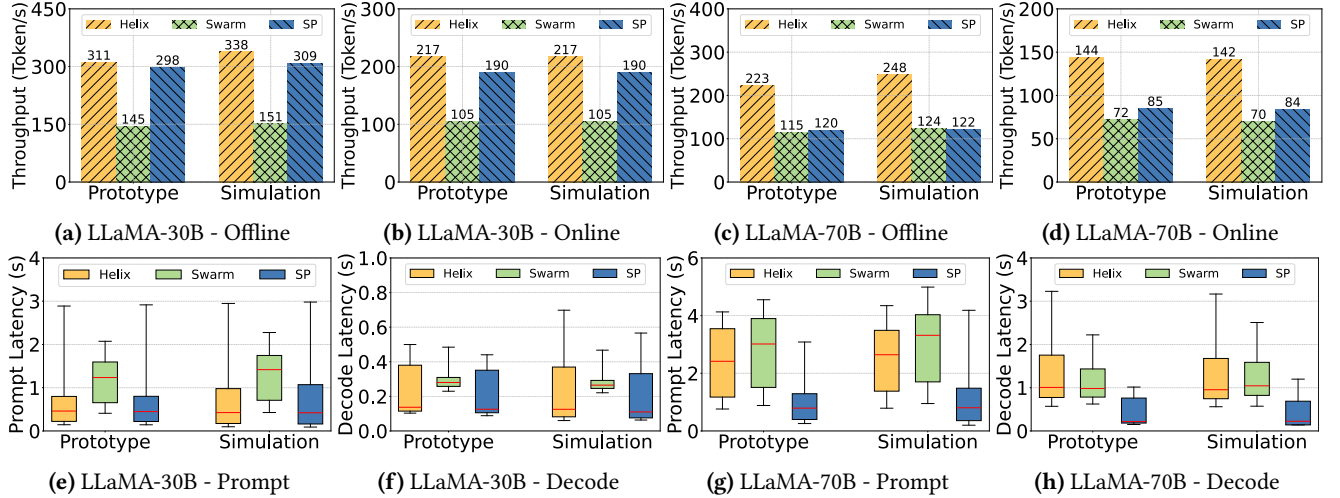 Throughput (Token/s)
450
300
150
0
Helix Swarm SP
311 145 298 338 151 309
Prototype Simulation
(a) LLaMA-30B - Offline
Throughput (Token/s)
300
200
100
0
Helix Swarm SP
217 105 190 217 105 190
Prototype Simulation
(b) LLaMA-30B - Online
Throughput (Token/s)
400
300
200
100
0
Helix Swarm SP
223 115 120 248 124 122
Prototype Simulation
(c) LLaMA-70B - Offline
Throughput (Token/s)
200
150
100
50
0
Helix Swarm SP
144 72 85 142 70 84
Prototype Simulation
(d) LLaMA-70B - Online
Prompt Latency (s)
4
3
2
1
0
Helix Swarm SP
Prototype Simulation
(e) LLaMA-30B - Prompt
Decode Latency (s)
1.0
0.8
0.6
0.4
0.2
0.0
Helix Swarm SP
Prototype Simulation
(f) LLaMA-30B - Decode
Prompt Latency (s)
6
4
2
0
Helix Swarm SP
Prototype Simulation
(g) LLaMA-70B - Prompt
Decode Latency (s)
4
3
2
1
0
Helix Swarm SP
Prototype Simulation
(h) LLaMA-70B - Decode